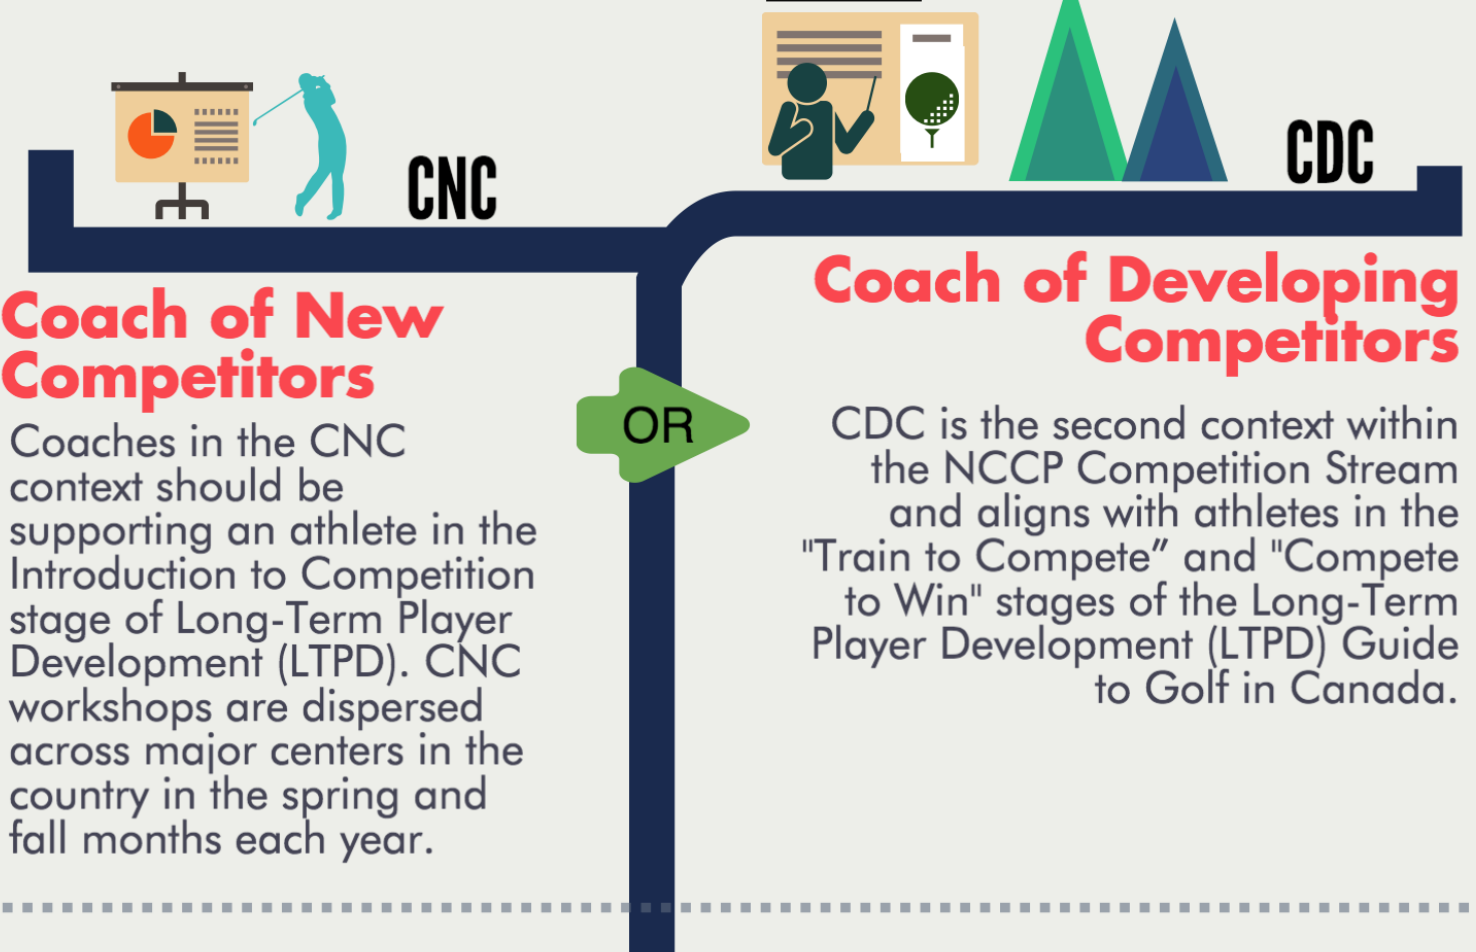 CNC
Coach of New
Competitors
Coaches in the CNC
context should be
supporting an athlete in the
Introduction to Competition
stage of Long-Term Player
Development (LTPD). CNC
workshops are dispersed
across major centers in the
country in the spring and
fall months each year.
OR
CDC
Coach of Developing
Competitors
CDC is the second context within
the NCCP Competition Stream
and aligns with athletes in the
"Train to Compete” and "Compete
to Win" stages of the Long-Term
Player Development (LTPD) Guide
to Golf in Canada.